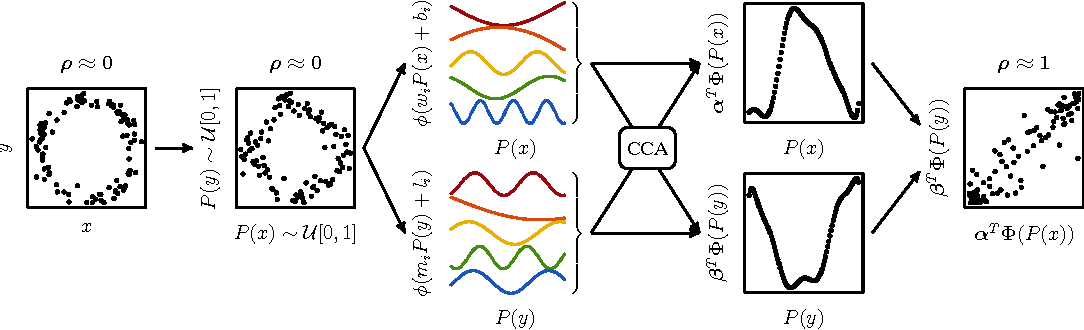 ρ ≈ 0
y
x
ρ ≈ 0
P(y) ∼ 𝒰[0, 1]
P(x) ∼ 𝒰[0, 1]
ϕ(w_i P(x) + b_i)
P(x)
ϕ(m_i P(y) + l_i)
P(y)
CCA
α^T Φ(P(x))
P(x)
β^T Φ(P(y))
P(y)
ρ ≈ 1
β^T Φ(P(y))
α^T Φ(P(x))